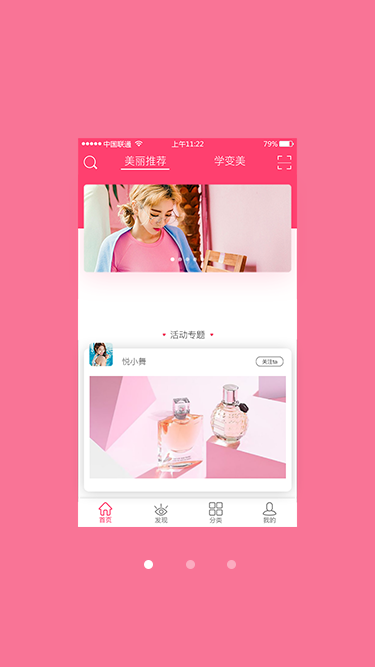 中国联通 上午11:22 79%
美丽推荐 学变美
活动专题
悦小舞 关注ta
首页 发现 分类 我的